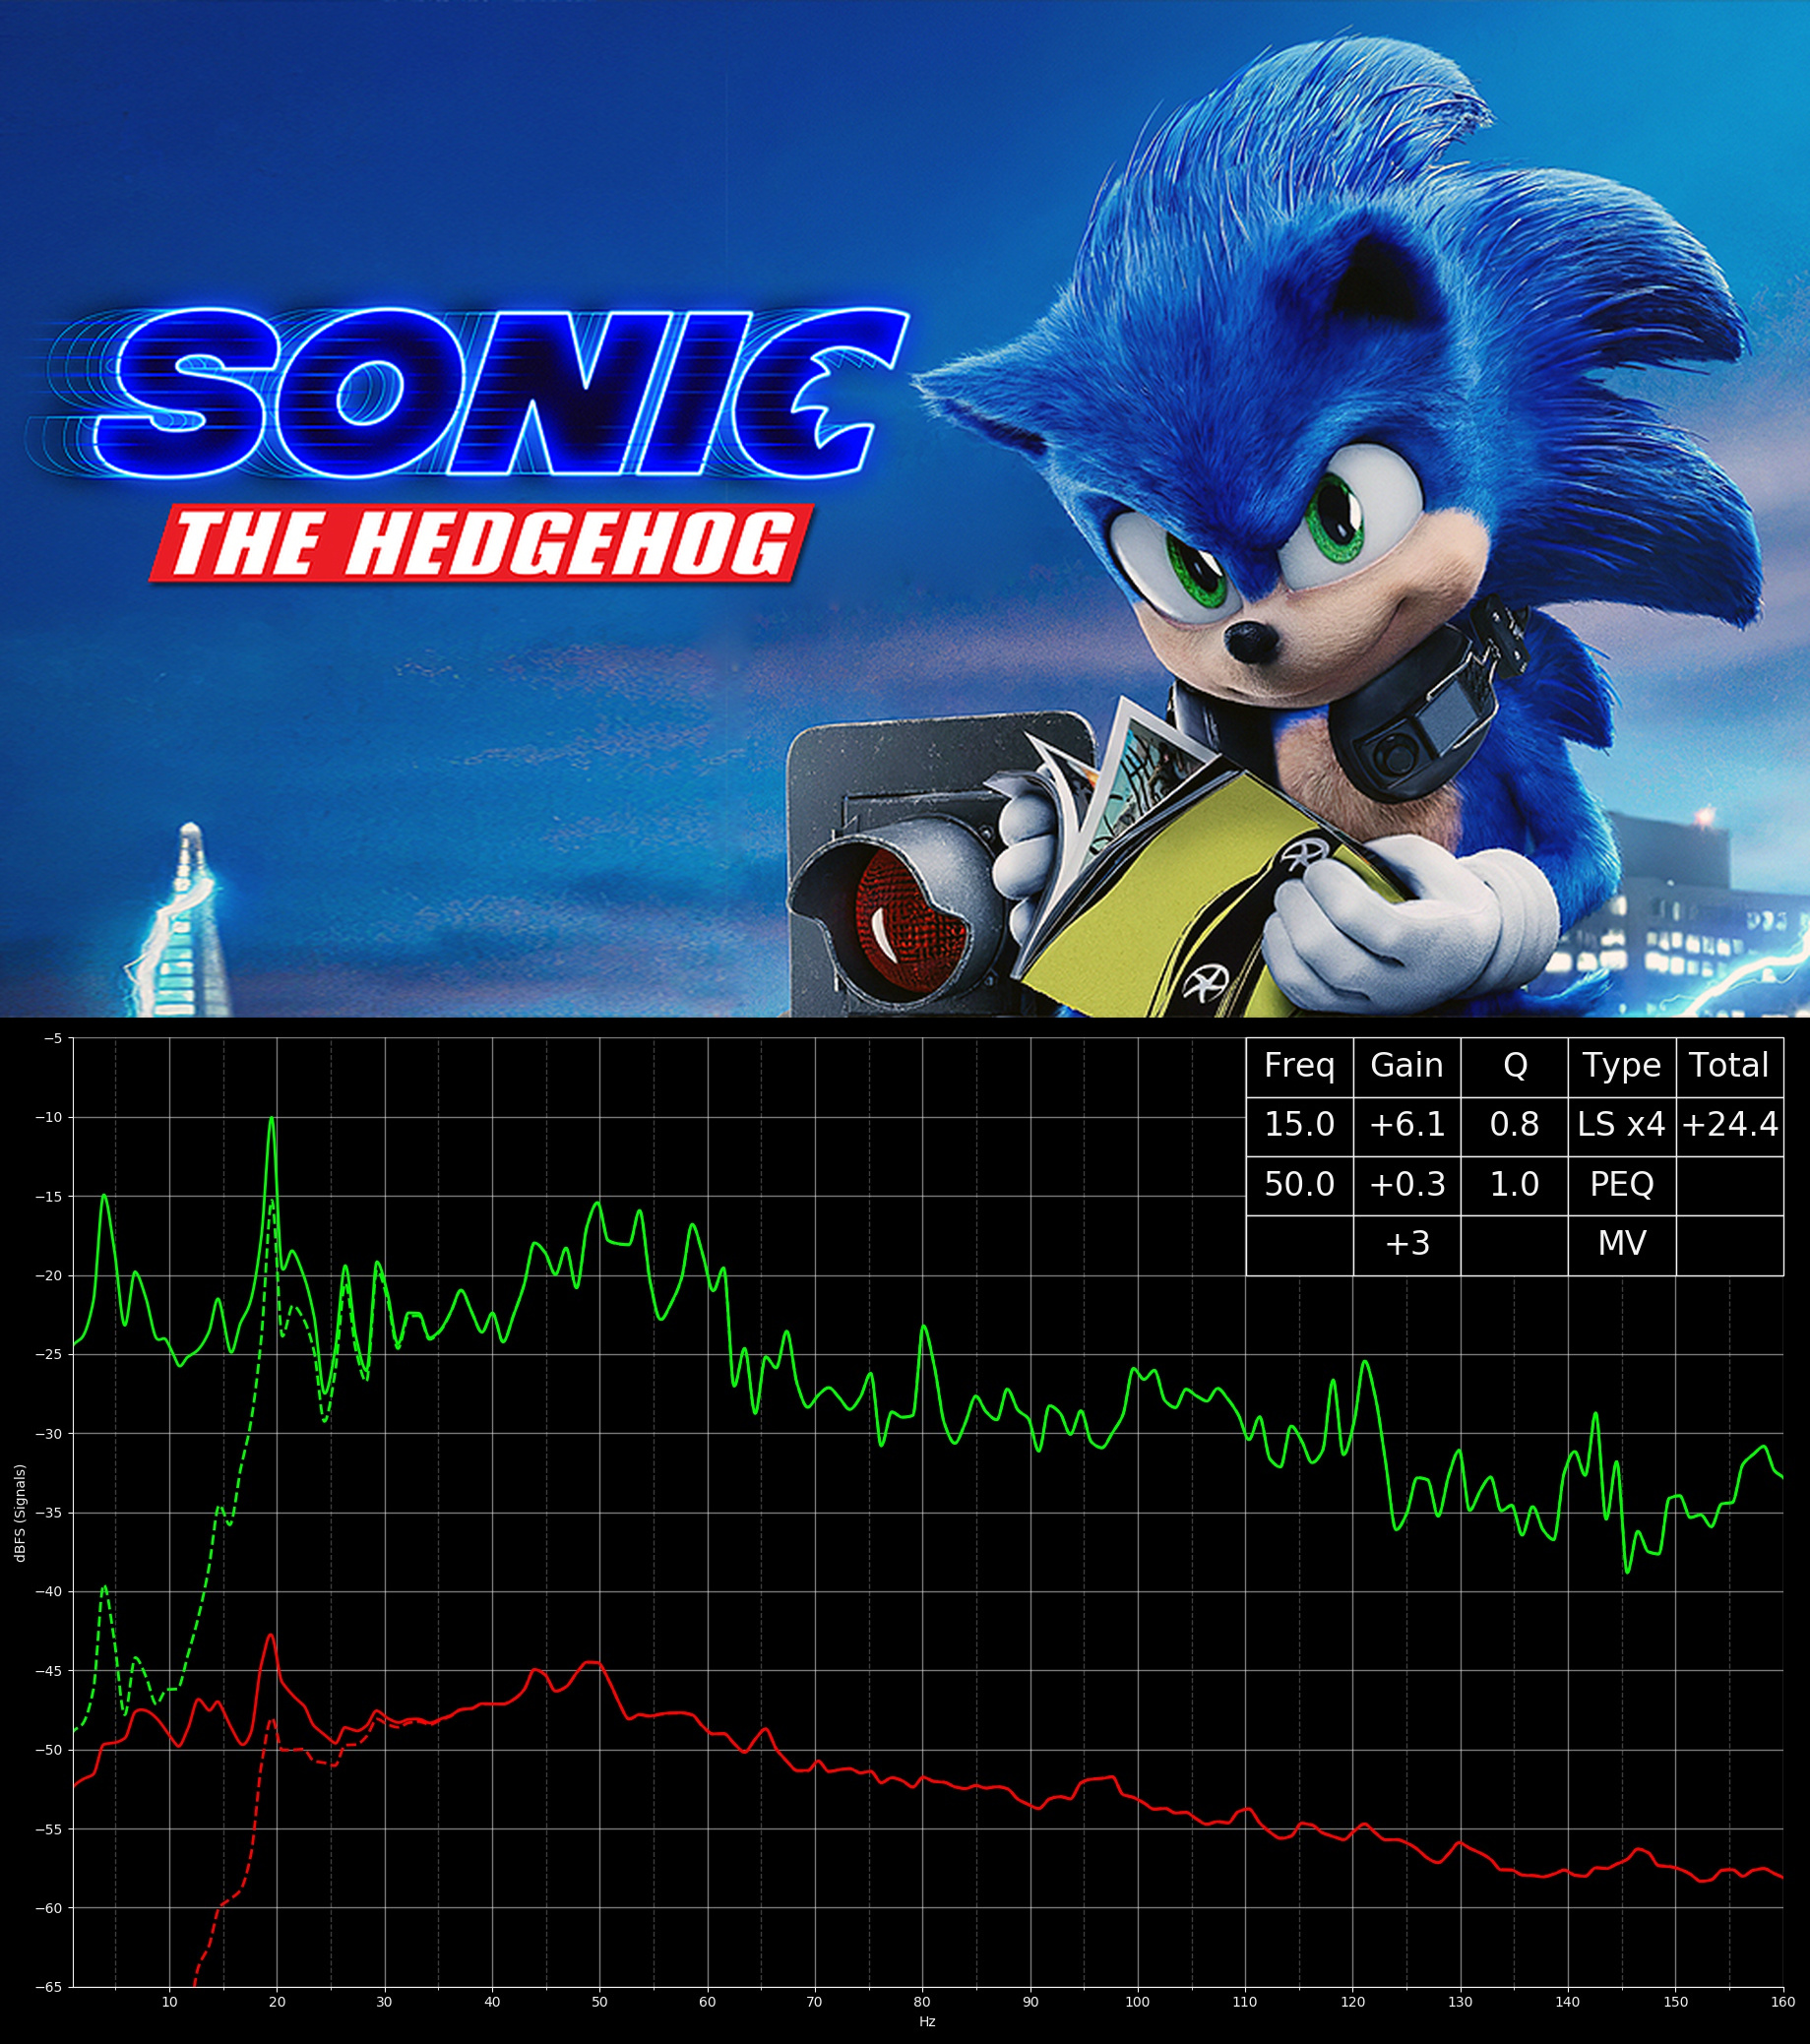 SONIC
THE HEDGEHOG
Freq Gain Q Type Total
15.0 +6.1 0.8 LS x4 +24.4
50.0 +0.3 1.0 PEQ
+3 MV
−5
−10
−15
−20
−25
−30
−35
−40
−45
−50
−55
−60
−65
dBFS (Signals)
10 20 30 40 50 60 70 80 90 100 110 120 130 140 150 160
Hz